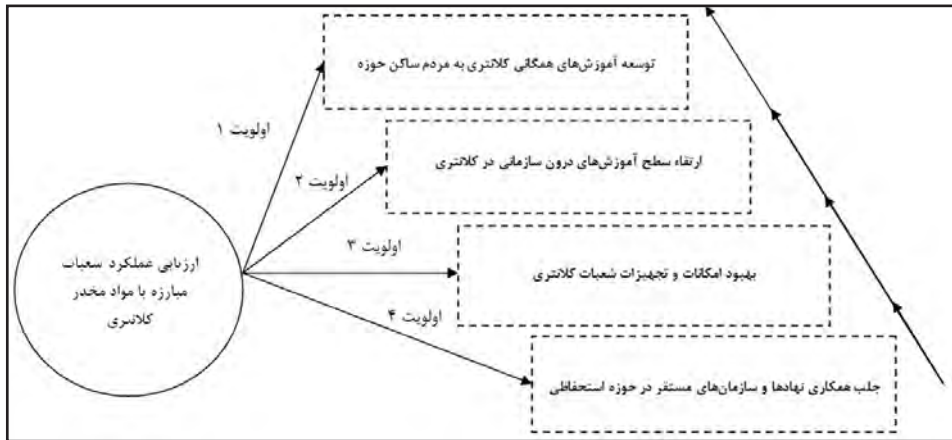 توسعه آموزش‌های همگانی کلانتری به مردم ساکن حوزه
اولویت ۱
ارتقاء سطح آموزش‌های درون سازمانی در کلانتری
اولویت ۲
اولویت ۳
بهبود امکانات و تجهیزات شعبات کلانتری
ارزیابی عملکرد شعبات
مبارزه با مواد مخدر
کلانتری
اولویت ۴
جلب همکاری نهادها و سازمان‌های مستقر در حوزه استحفاظی